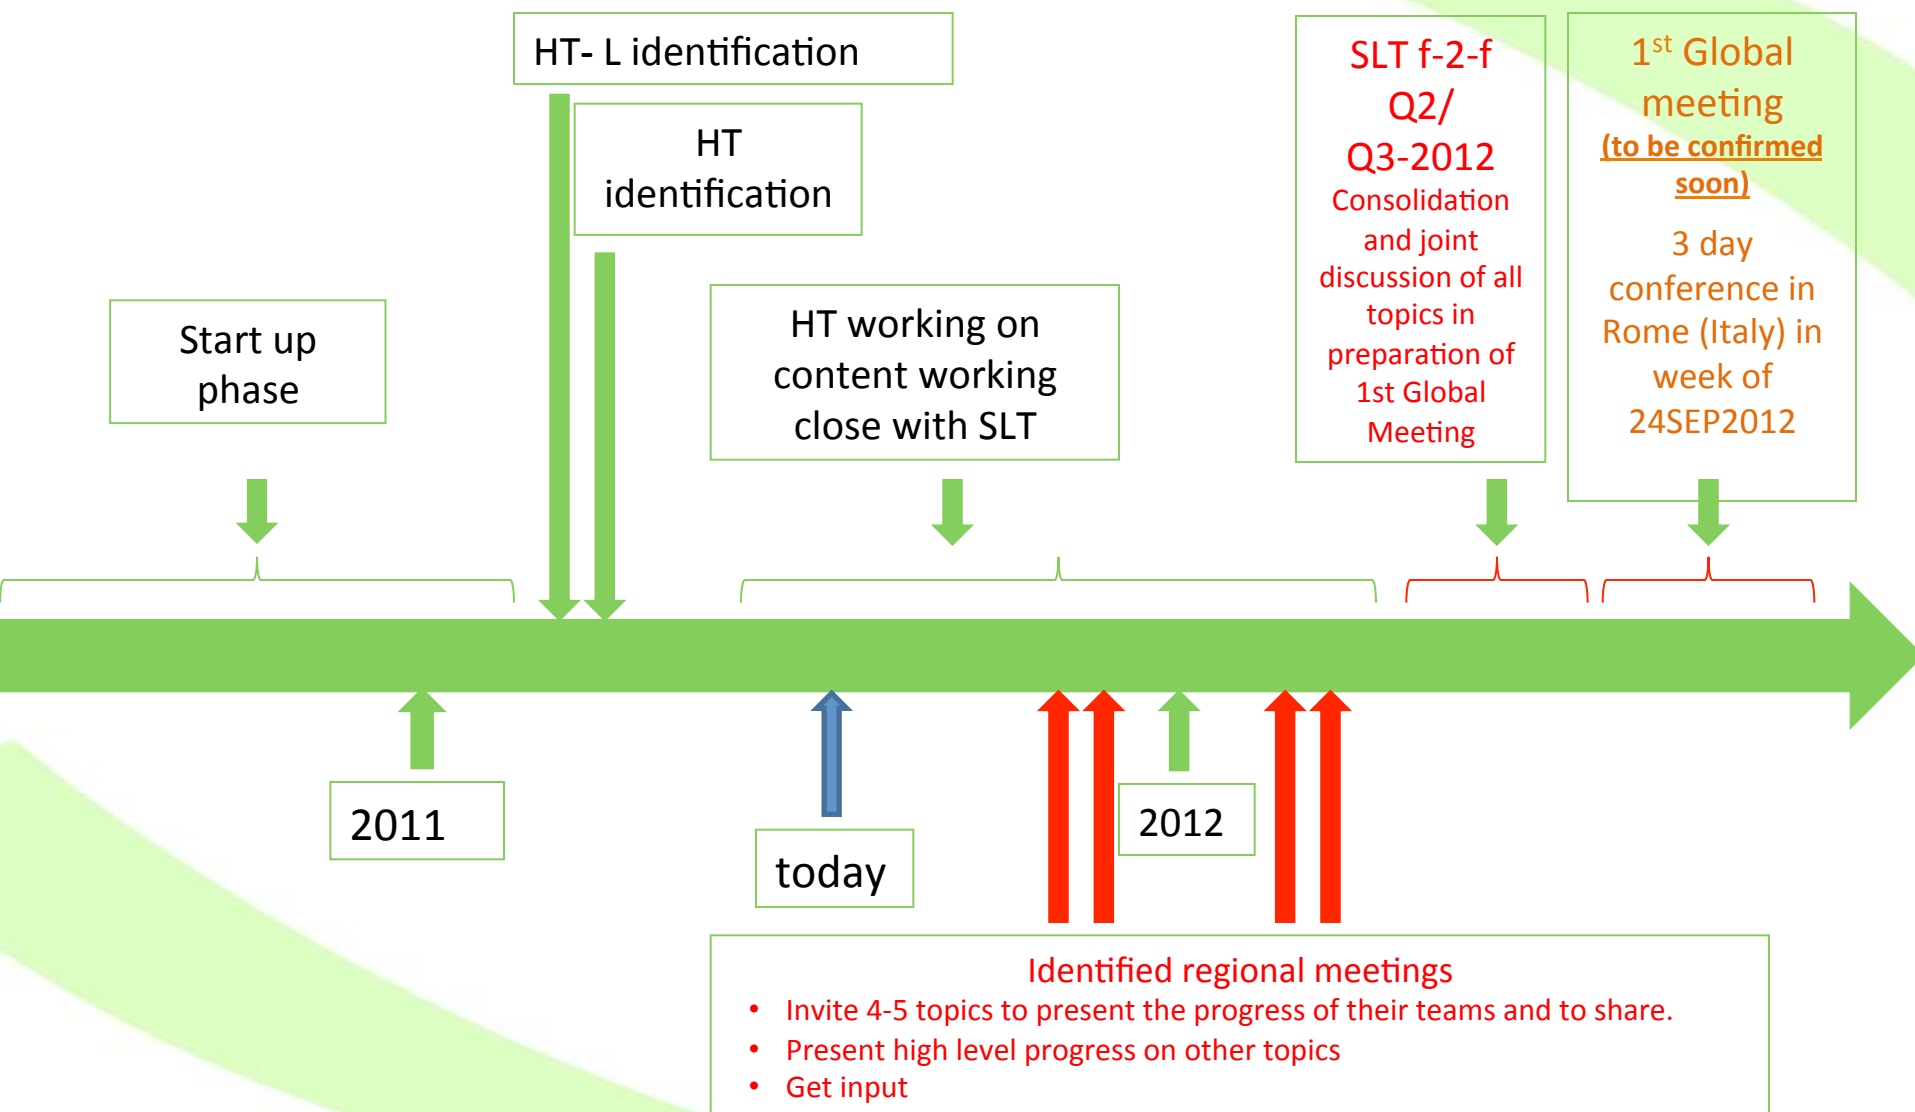 HT- L identification
HT
identification
Start up
phase
HT working on
content working
close with SLT
SLT f-2-f
Q2/
Q3-2012
Consolidation
and joint
discussion of all
topics in
preparation of
1st Global
Meeting
1st Global
meeting
(to be confirmed
soon)
3 day
conference in
Rome (Italy) in
week of
24SEP2012
2011
today
2012
Identified regional meetings
• Invite 4-5 topics to present the progress of their teams and to share.
• Present high level progress on other topics
• Get input